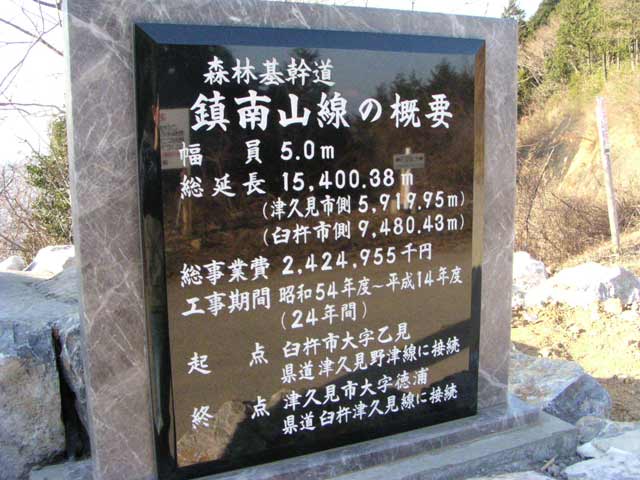 森林基幹道
鎮南山線の概要
幅員 5.0m
総延長 15,400.38m
(津久見市側 5,919.95m)
(臼杵市側 9,480.43m)
総事業費 2,424,955千円
工事期間 昭和54年度~平成14年度
(24年間)
起点 臼杵市大字乙見
県道津久見野津線に接続
終点 津久見市大字徳浦
県道臼杵津久見線に接続